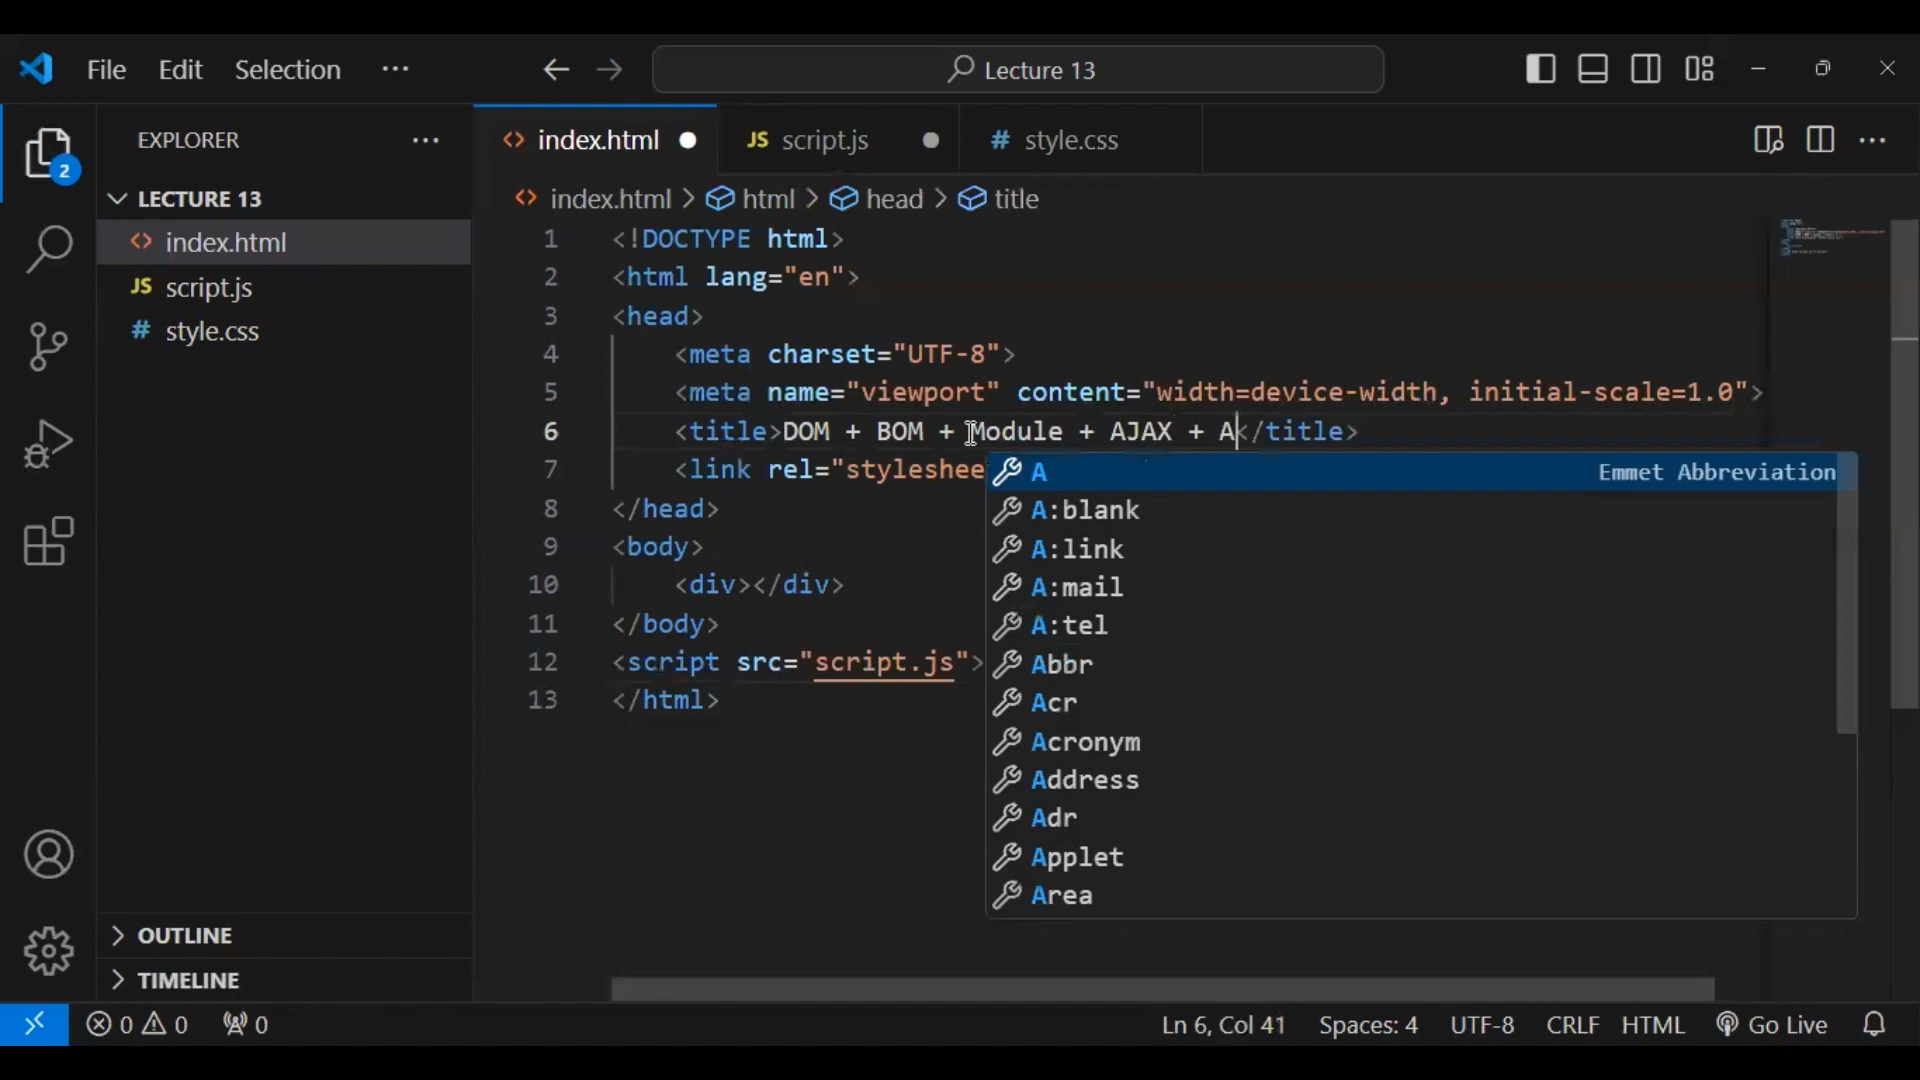 File Edit Selection ··· Lecture 13
EXPLORER ···
2
LECTURE 13
index.html
JS script.js
# style.css
OUTLINE
TIMELINE
index.html JS script.js # style.css ···
index.html > html > head > title
1 <!DOCTYPE html>
2 <html lang="en">
3 <head>
4 <meta charset="UTF-8">
5 <meta name="viewport" content="width=device-width, initial-scale=1.0">
6 <title>DOM + BOM + Module + AJAX + A</title>
7 <link rel="styleshee
8 </head>
9 <body>
10 <div></div>
11 </body>
12 <script src="script.js">
13 </html>
A Emmet Abbreviation
A:blank
A:link
A:mail
A:tel
Abbr
Acr
Acronym
Address
Adr
Applet
Area
0 0 0 Ln 6, Col 41 Spaces: 4 UTF-8 CRLF HTML Go Live